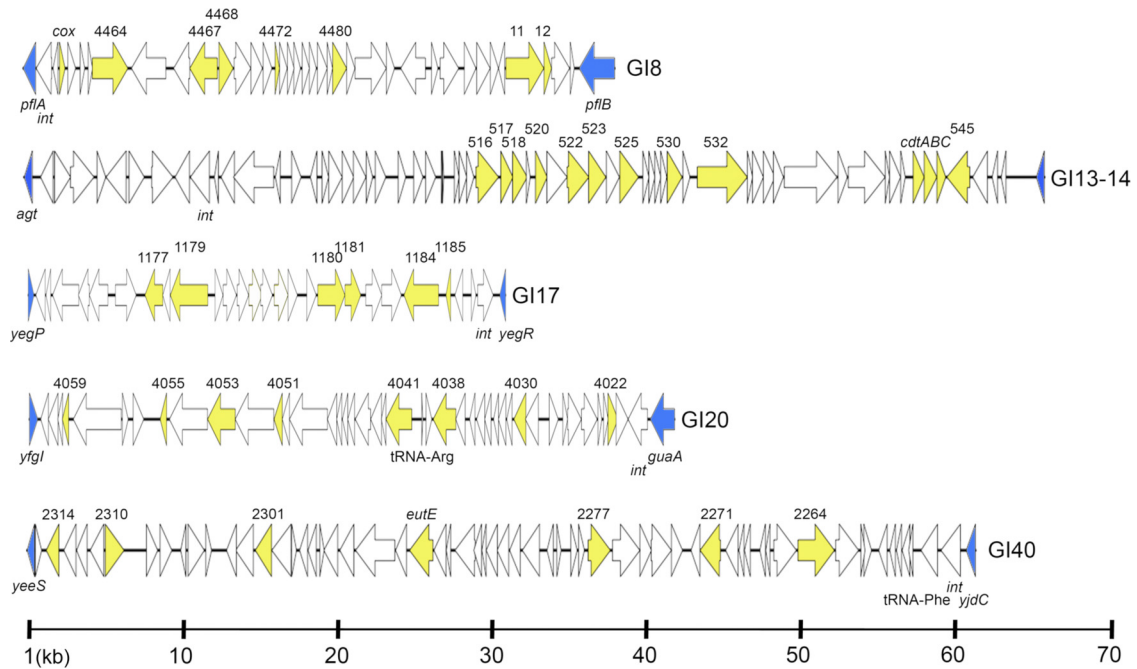 4468
cox 4464 4467 4472 4480 11 12
GI8
pflA pflB
int
517 520 523 cdtABC 545
516 518 522 525 530 532
GI13-14
agt int
1179 1181 1185
1177 1180 1184
GI17
yegP int yegR
4059 4055 4053 4051 4041 4038 4030 4022
GI20
yfgI tRNA-Arg int guaA
2314 2310 2301 eutE 2277 2271 2264
GI40
yeeS int
tRNA-Phe yjdC
1(kb) 10 20 30 40 50 60 70